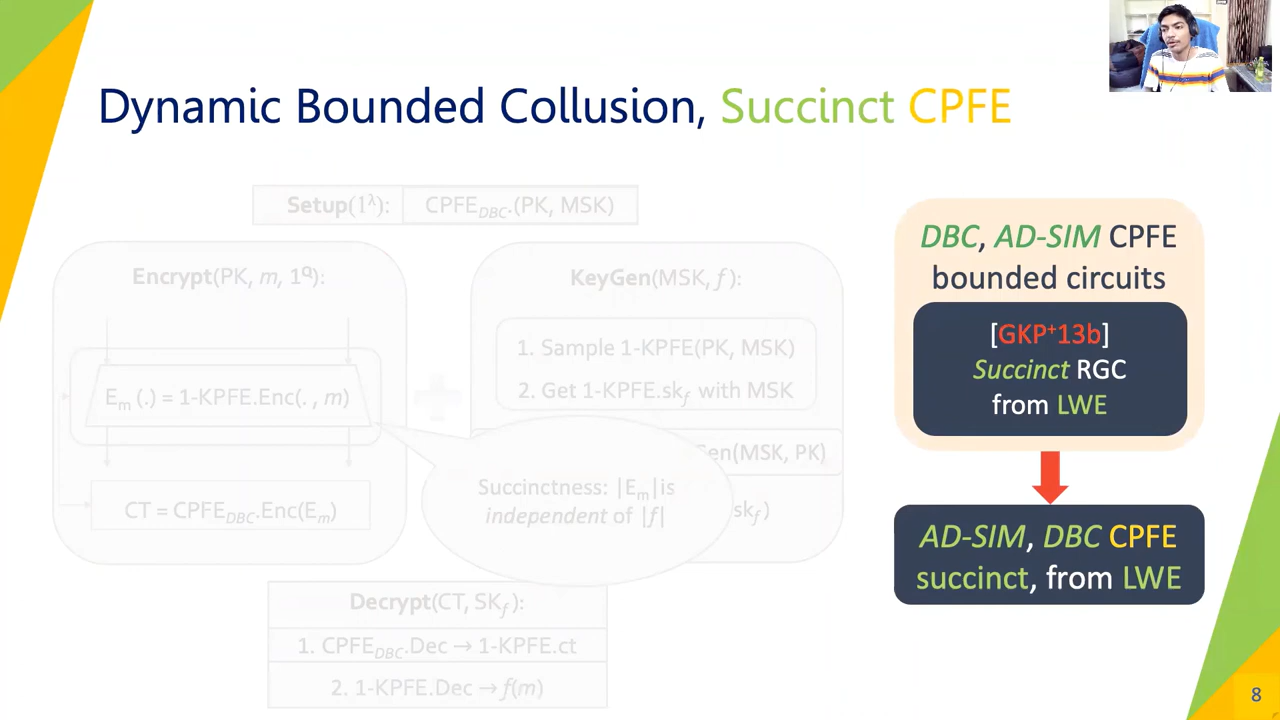 Dynamic Bounded Collusion, Succinct CPFE
Setup(1^λ): CPFE_DBC.(PK, MSK)
Encrypt(PK, m, 1^Q):
E_m (.) = 1-KPFE.Enc(. , m)
CT = CPFE_DBC.Enc(E_m)
KeyGen(MSK, f):
1. Sample 1-KPFE(PK, MSK)
2. Get 1-KPFE.sk_f with MSK
Gen(MSK, PK)
sk_f)
Succinctness: |E_m|is
independent of |f|
Decrypt(CT, SK_f):
1. CPFE_DBC.Dec → 1-KPFE.ct
2. 1-KPFE.Dec → f(m)
DBC, AD-SIM CPFE
bounded circuits
[GKP⁺13b]
Succinct RGC
from LWE
AD-SIM, DBC CPFE
succinct, from LWE
8